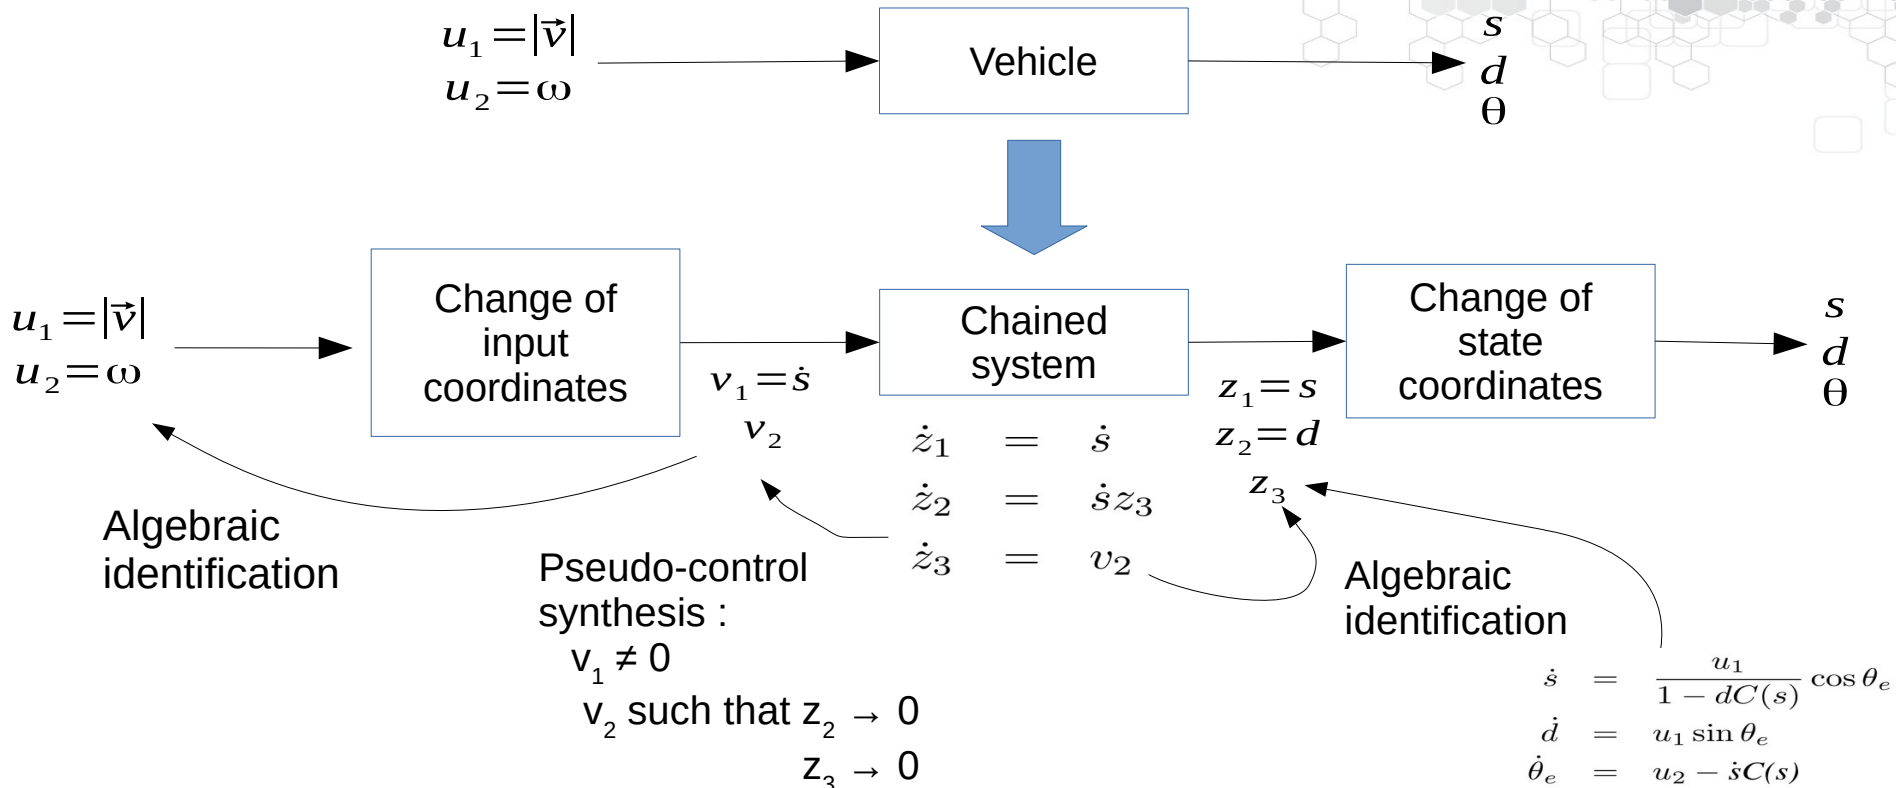 u₁=|v⃗|
u₂=ω
Vehicle
s
d
θ
u₁=|v⃗|
u₂=ω
Change of
input
coordinates
v₁=ṡ
v₂
Chained
system
ż₁ = ṡ
ż₂ = ṡz₃
ż₃ = v₂
z₁=s
z₂=d
z₃
Change of
state
coordinates
s
d
θ
Algebraic
identification
Pseudo-control
synthesis :
v₁ ≠ 0
v₂ such that z₂ → 0
z₃ → 0
Algebraic
identification
ṡ = u₁/(1 − dC(s)) cos θₑ
ḋ = u₁ sin θₑ
θ̇ₑ = u₂ − ṡC(s)